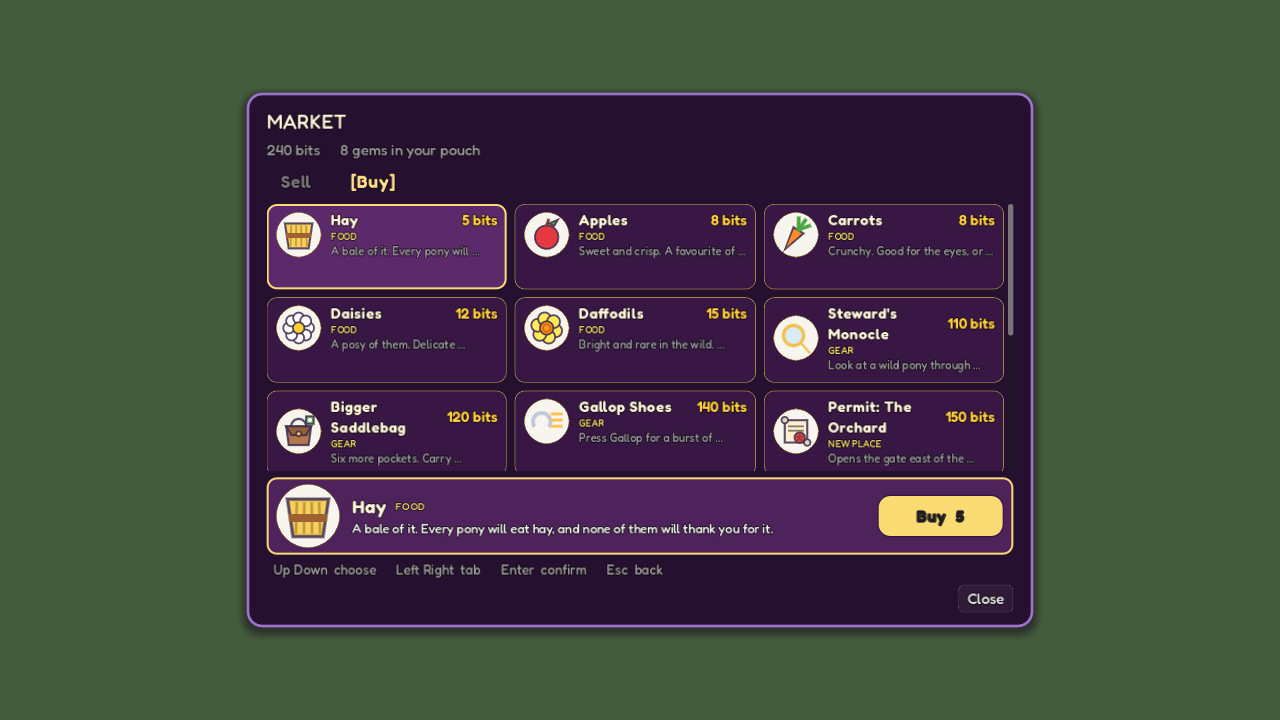 MARKET
240 bits 8 gems in your pouch
Sell [Buy]
Hay 5 bits
FOOD
A bale of it. Every pony will ...
Apples 8 bits
FOOD
Sweet and crisp. A favourite of ...
Carrots 8 bits
FOOD
Crunchy. Good for the eyes, or ...
Daisies 12 bits
FOOD
A posy of them. Delicate ...
Daffodils 15 bits
FOOD
Bright and rare in the wild. ...
Steward's
Monocle 110 bits
GEAR
Look at a wild pony through ...
Bigger
Saddlebag 120 bits
GEAR
Six more pockets. Carry ...
Gallop Shoes 140 bits
GEAR
Press Gallop for a burst of ...
Permit: The
Orchard 150 bits
NEW PLACE
Opens the gate east of the ...
Hay FOOD
A bale of it. Every pony will eat hay, and none of them will thank you for it.
Buy 5
Up Down choose Left Right tab Enter confirm Esc back
Close